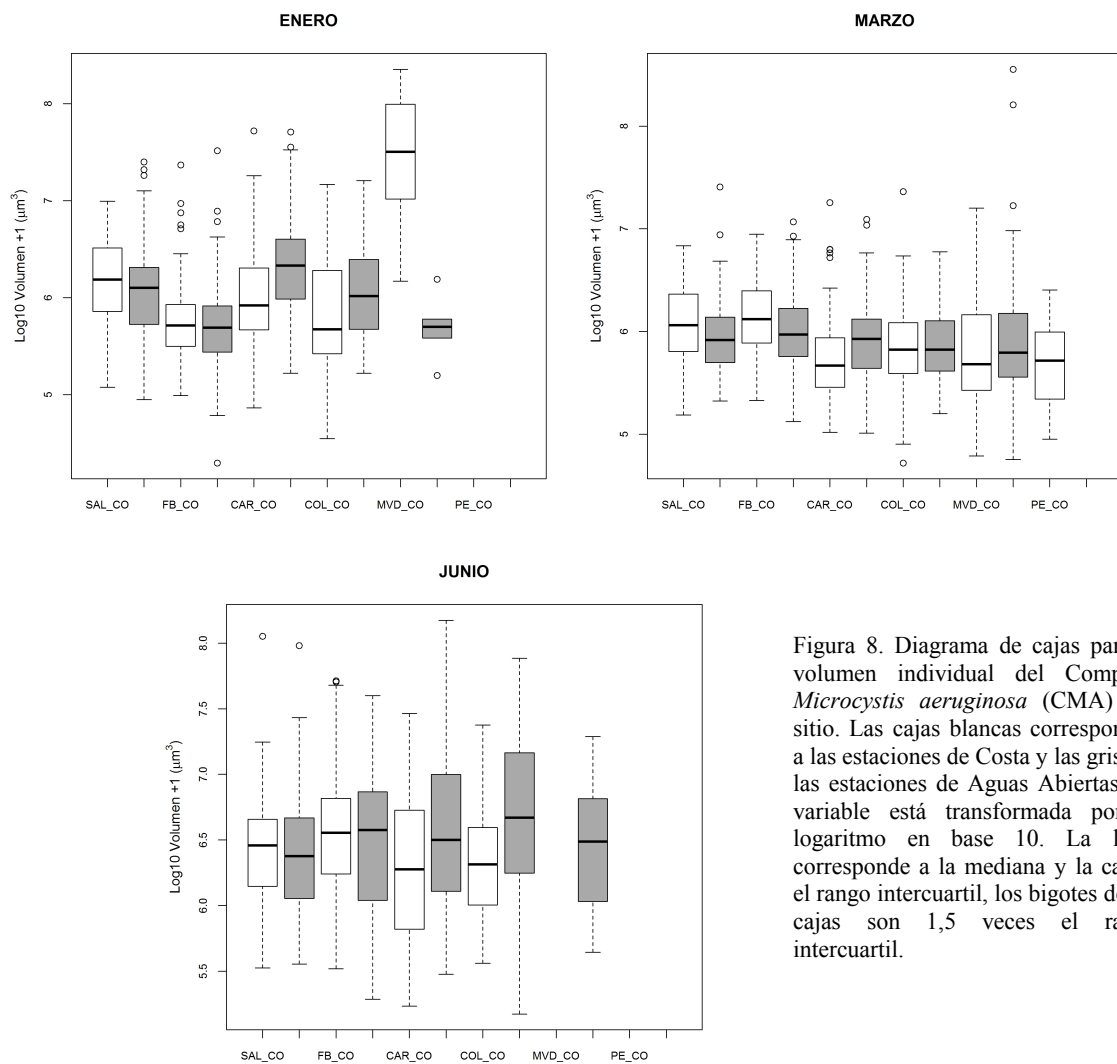 ENERO
Log10 Volumen +1 (µm³)
8
7
6
5
SAL_CO FB_CO CAR_CO COL_CO MVD_CO PE_CO
MARZO
Log10 Volumen +1 (µm³)
8
7
6
5
SAL_CO FB_CO CAR_CO COL_CO MVD_CO PE_CO
JUNIO
Log10 Volumen +1 (µm³)
8.0
7.5
7.0
6.5
6.0
5.5
SAL_CO FB_CO CAR_CO COL_CO MVD_CO PE_CO
Figura 8. Diagrama de cajas par
volumen individual del Comp
Microcystis aeruginosa (CMA)
sitio. Las cajas blancas correspon
a las estaciones de Costa y las gris
las estaciones de Aguas Abiertas
variable está transformada por
logaritmo en base 10. La l
corresponde a la mediana y la ca
el rango intercuartil, los bigotes d
cajas son 1,5 veces el ra
intercuartil.